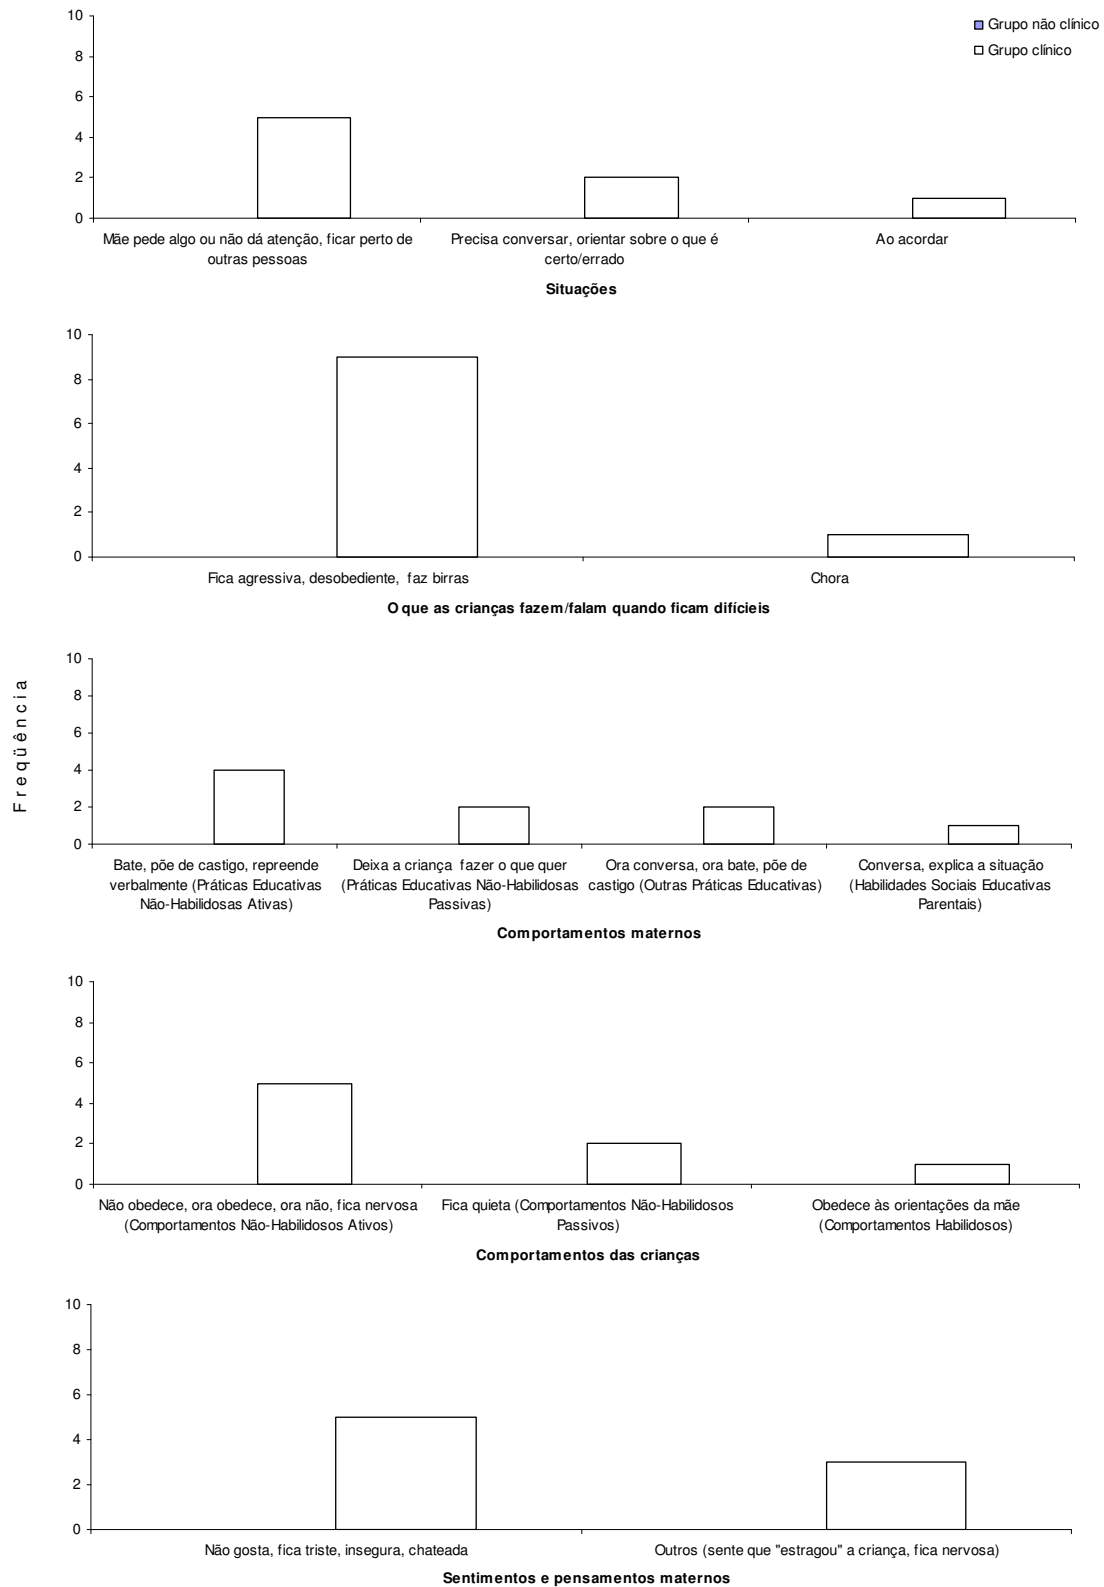 Grupo não clínico
Grupo clínico
10
8
6
4
2
0
Mãe pede algo ou não dá atenção, ficar perto de
outras pessoas
Precisa conversar, orientar sobre o que é
certo/errado
Ao acordar
Situações
10
8
6
4
2
0
Fica agressiva, desobediente, faz birras
Chora
O que as crianças fazem/falam quando ficam difícieis
Freqüência
10
8
6
4
2
0
Bate, põe de castigo, repreende
verbalmente (Práticas Educativas
Não-Habilidosas Ativas)
Deixa a criança fazer o que quer
(Práticas Educativas Não-Habilidosas
Passivas)
Ora conversa, ora bate, põe de
castigo (Outras Práticas Educativas)
Conversa, explica a situação
(Habilidades Sociais Educativas
Parentais)
Comportamentos maternos
10
8
6
4
2
0
Não obedece, ora obedece, ora não, fica nervosa
(Comportamentos Não-Habilidosos Ativos)
Fica quieta (Comportamentos Não-Habilidosos
Passivos)
Obedece às orientações da mãe
(Comportamentos Habilidosos)
Comportamentos das crianças
10
8
6
4
2
0
Não gosta, fica triste, insegura, chateada
Outros (sente que "estragou" a criança, fica nervosa)
Sentimentos e pensamentos maternos